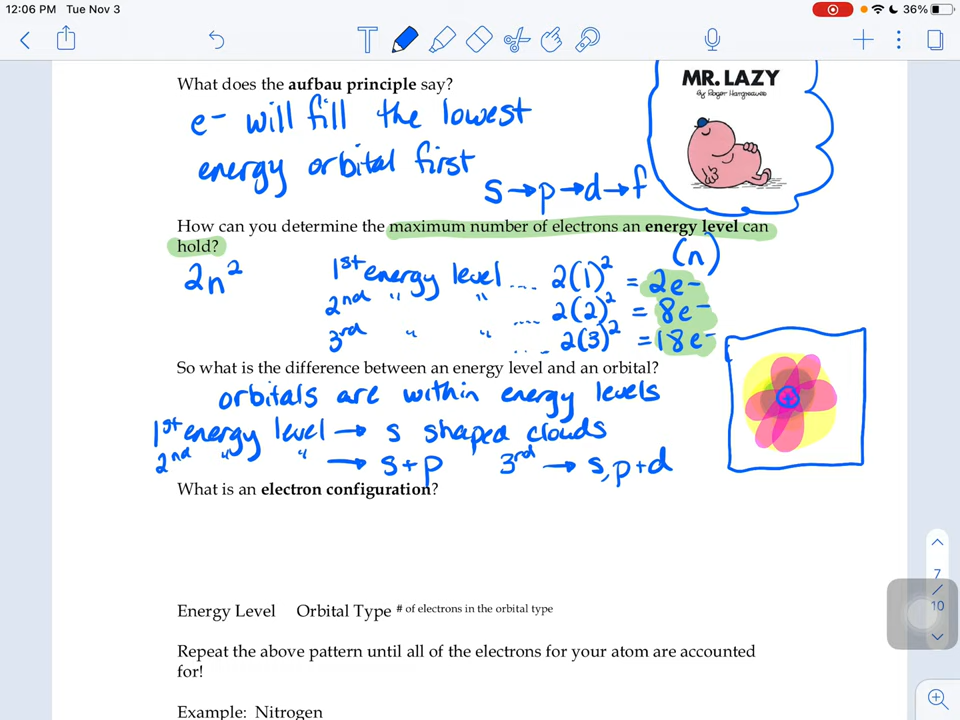 12:06 PM Tue Nov 3
36%
What does the aufbau principle say?
MR. LAZY
By Roger Hargreaves
e- will fill the lowest
energy orbital first
s→p→d→f
How can you determine the maximum number of electrons an energy level can
hold?
(n)
2n²
1st energy level .... 2(1)² = 2e-
2nd " " .... 2(2)² = 8e-
3rd " " .... 2(3)² = 18e-
So what is the difference between an energy level and an orbital?
orbitals are within energy levels
1st energy level → s shaped clouds
2nd " " → s + p 3rd → s, p + d
What is an electron configuration?
Energy Level Orbital Type # of electrons in the orbital type
Repeat the above pattern until all of the electrons for your atom are accounted
for!
Example: Nitrogen
7
/
10